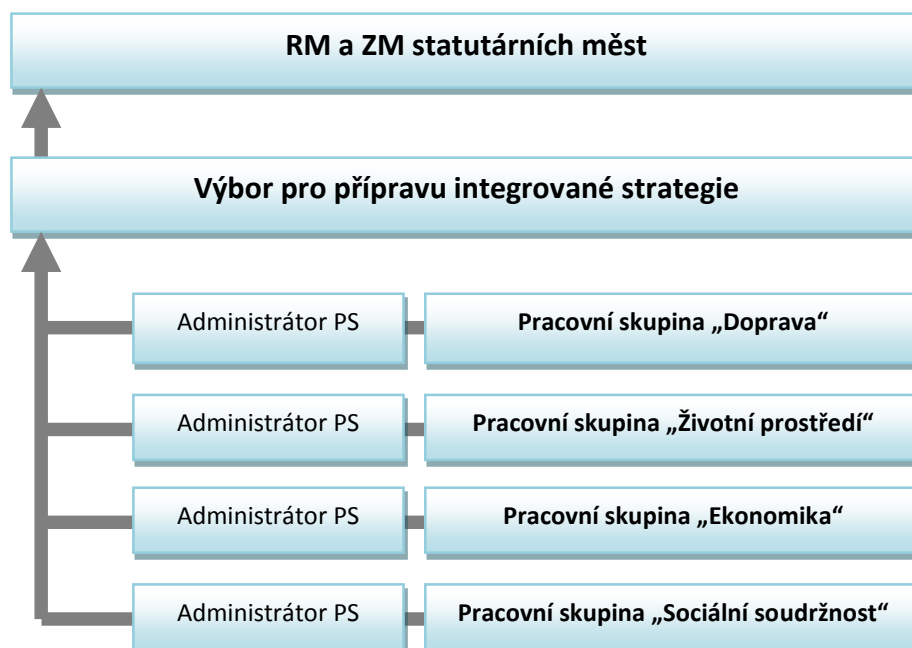 RM a ZM statutárních měst
Výbor pro přípravu integrované strategie
Administrátor PS
Pracovní skupina „Doprava“
Administrátor PS
Pracovní skupina „Životní prostředí“
Administrátor PS
Pracovní skupina „Ekonomika“
Administrátor PS
Pracovní skupina „Sociální soudržnost“